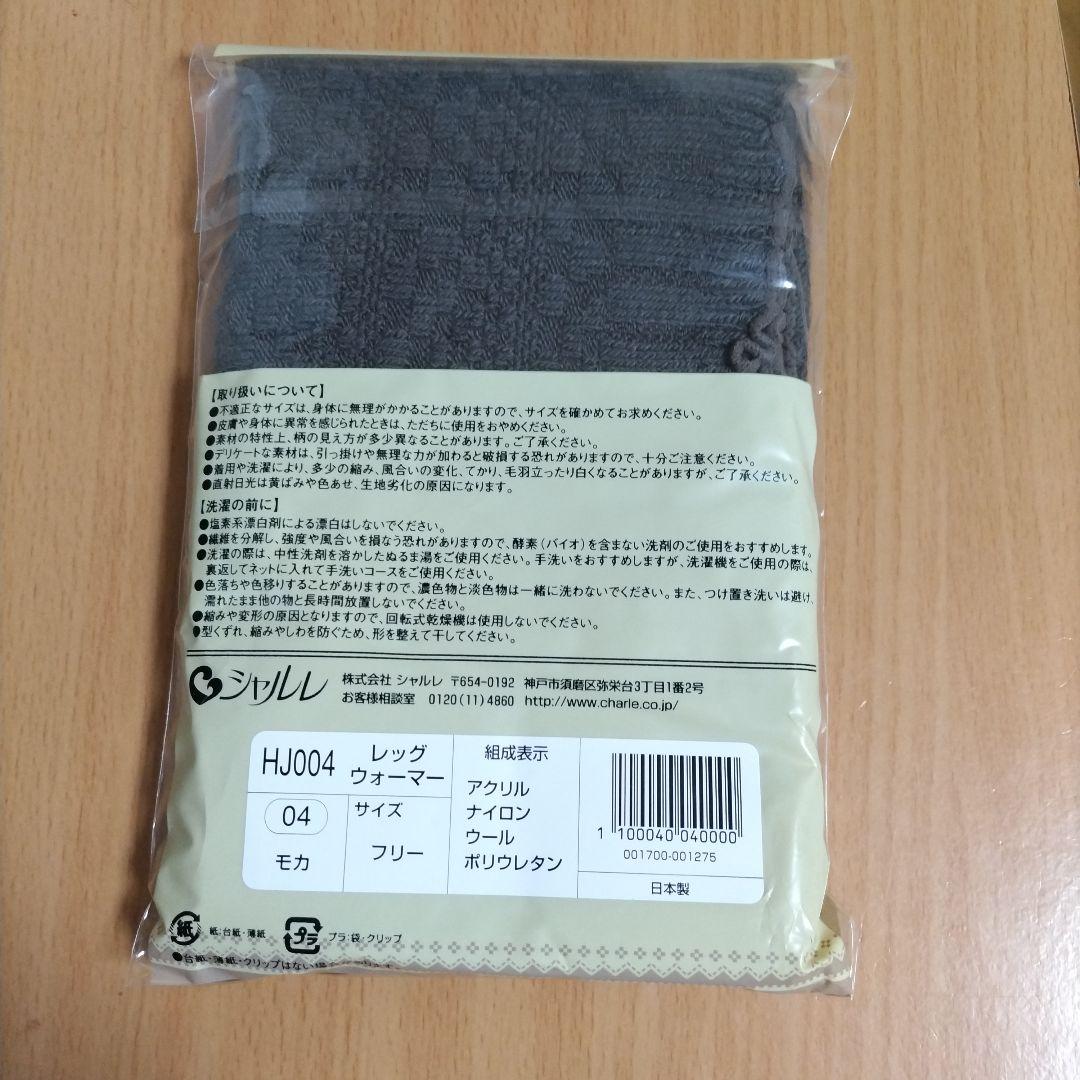 【取り扱いについて】
●不適正なサイズは、身体に無理がかかることがありますので、サイズを確かめてお求めください。
●皮膚や身体に異常を感じられたときは、ただちに使用をおやめください。
●素材の特性上、柄の見え方が多少異なることがあります。ご了承ください。
●デリケートな素材は、引っ掛けや無理な力が加わると破損する恐れがありますので、十分ご注意ください。
●着用や洗濯により、多少の縮み、風合いの変化、てかり、毛羽立ったり白くなることがありますが、ご了承ください。
●直射日光は黄ばみや色あせ、生地劣化の原因になります。
【洗濯の前に】
●塩素系漂白剤による漂白はしないでください。
●繊維を分解し、強度や風合いを損なう恐れがありますので、酵素(バイオ)を含まない洗剤のご使用をおすすめします。
●洗濯の際は、中性洗剤を溶かしたぬるま湯をご使用ください。手洗いをおすすめしますが、洗濯機をご使用の際は、
裏返してネットに入れて手洗いコースをご使用ください。
●色落ちや色移りすることがありますので、濃色物と淡色物は一緒に洗わないでください。また、つけ置き洗いは避け、
濡れたまま他の物と長時間放置しないでください。
●縮みや変形の原因となりますので、回転式乾燥機は使用しないでください。
●型くずれ、縮みやしわを防ぐため、形を整えて干してください。
シャルレ 株式会社 シャルレ 〒654-0192 神戸市須磨区弥栄台3丁目1番2号
お客様相談室 0120(11)4860 http://www.charle.co.jp/
HJ004
レッグ
ウォーマー
04
モカ
サイズ
フリー
組成表示
アクリル
ナイロン
ウール
ポリウレタン
1 100040 040000
001700-001275
日本製
紙 紙:台紙・薄紙 プラ プラ:袋・クリップ
●台紙・薄紙・クリップはない場